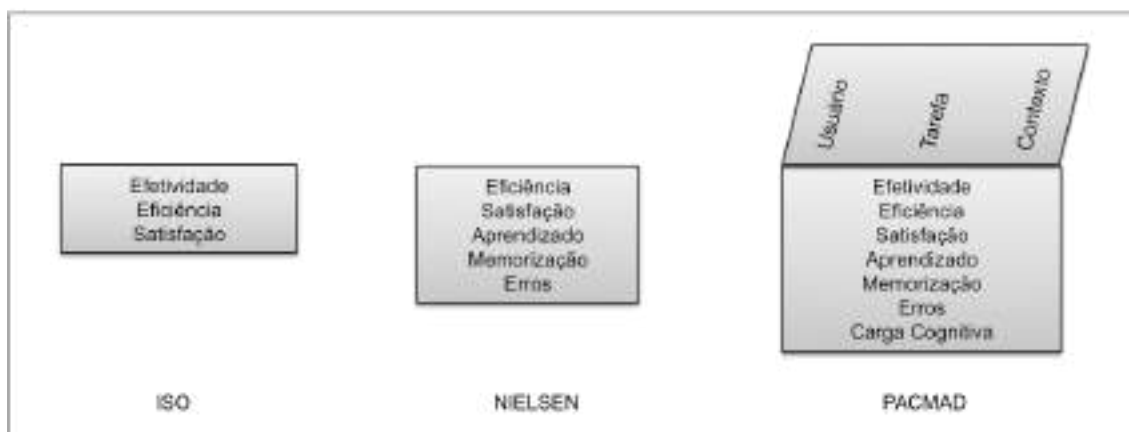 Usuário
Tarefa
Contexto
Efetividade
Eficiência
Satisfação
Eficiência
Satisfação
Aprendizado
Memorização
Erros
Efetividade
Eficiência
Satisfação
Aprendizado
Memorização
Erros
Carga Cognitiva
ISO
NIELSEN
PACMAD